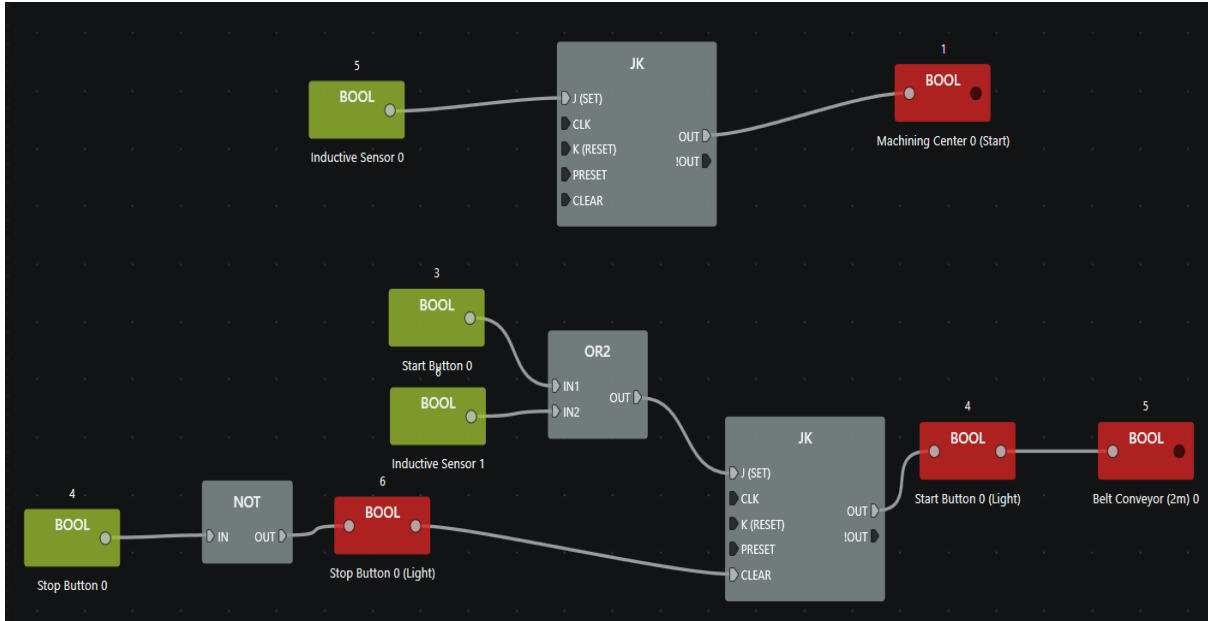 5
BOOL
Inductive Sensor 0
JK
J (SET)
CLK
K (RESET)
PRESET
CLEAR
OUT
!OUT
1
BOOL
Machining Center 0 (Start)
3
BOOL
Start Button 0
6
BOOL
Inductive Sensor 1
OR2
IN1
IN2
OUT
4
BOOL
Stop Button 0
NOT
IN OUT
6
BOOL
Stop Button 0 (Light)
JK
J (SET)
CLK
K (RESET)
PRESET
CLEAR
OUT
!OUT
4
BOOL
Start Button 0 (Light)
5
BOOL
Belt Conveyor (2m) 0